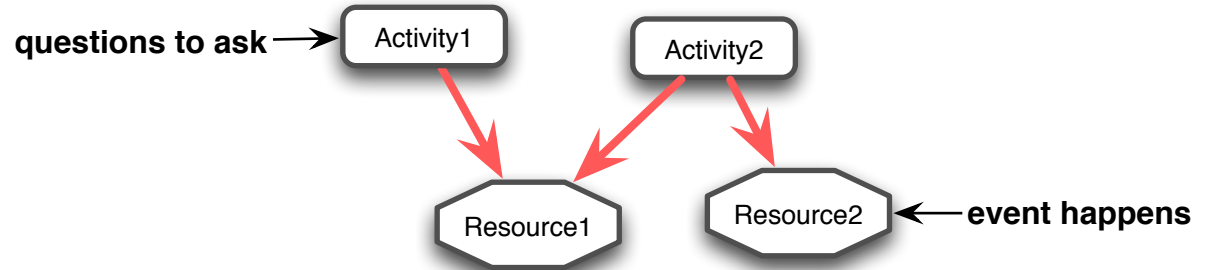 questions to ask
Activity1
Activity2
Resource1
Resource2
event happens